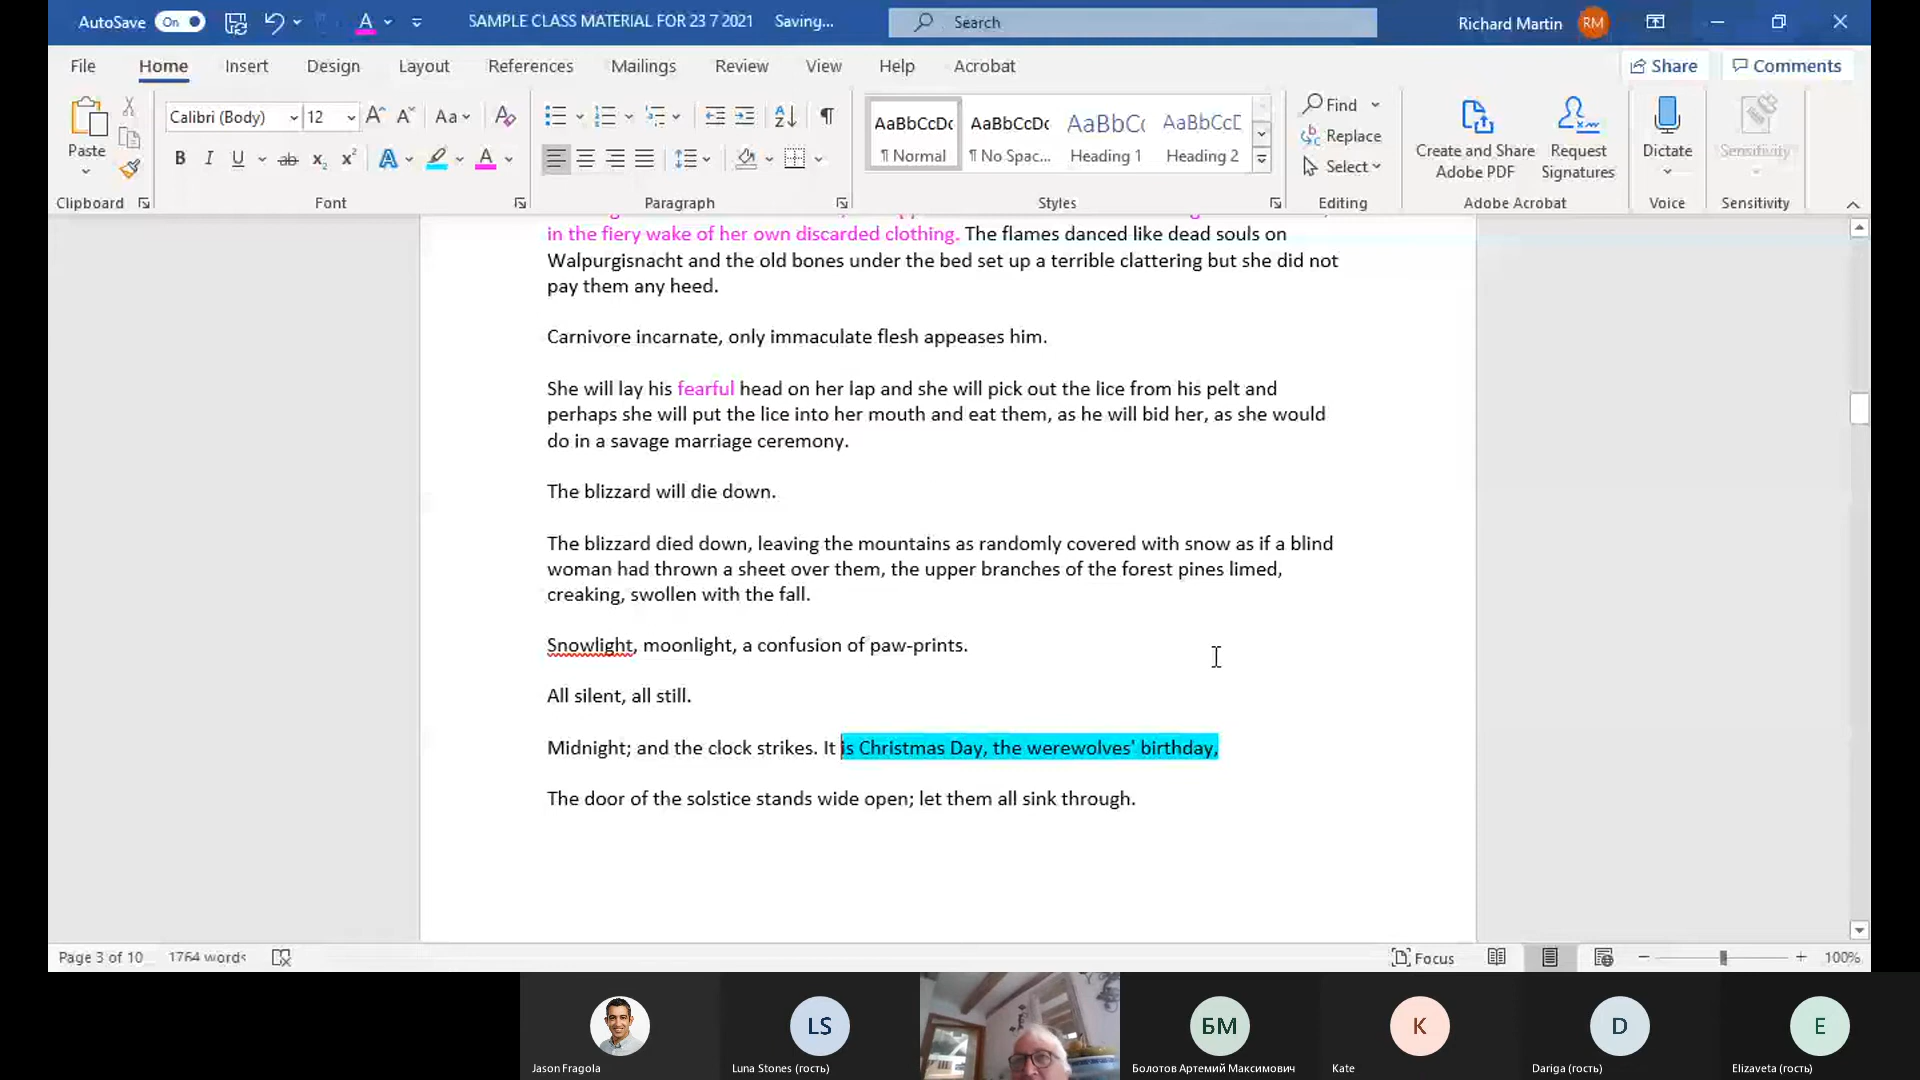 AutoSave On SAMPLE CLASS MATERIAL FOR 23 7 2021 Saving... Search Richard Martin RM
File Home Insert Design Layout References Mailings Review View Help Acrobat Share Comments
Calibri (Body) 12 Aa AaBbCcDc AaBbCcDc AaBbC AaBbCcD Find
Paste Replace
B I U ab x₂ x² A A ¶ Normal ¶ No Spac... Heading 1 Heading 2 Select
Create and Share Adobe PDF Request Signatures Dictate Sensitivity
Clipboard Font Paragraph Styles Editing Adobe Acrobat Voice Sensitivity
in the fiery wake of her own discarded clothing. The flames danced like dead souls on
Walpurgisnacht and the old bones under the bed set up a terrible clattering but she did not
pay them any heed.
Carnivore incarnate, only immaculate flesh appeases him.
She will lay his fearful head on her lap and she will pick out the lice from his pelt and
perhaps she will put the lice into her mouth and eat them, as he will bid her, as she would
do in a savage marriage ceremony.
The blizzard will die down.
The blizzard died down, leaving the mountains as randomly covered with snow as if a blind
woman had thrown a sheet over them, the upper branches of the forest pines limed,
creaking, swollen with the fall.
Snowlight, moonlight, a confusion of paw-prints.
All silent, all still.
Midnight; and the clock strikes. It is Christmas Day, the werewolves' birthday,
The door of the solstice stands wide open; let them all sink through.
Page 3 of 10 1764 words Focus 100%
LS БМ K D E
Jason Fragola Luna Stones (гость) Болотов Артемий Максимович Kate Dariga (гость) Elizaveta (гость)